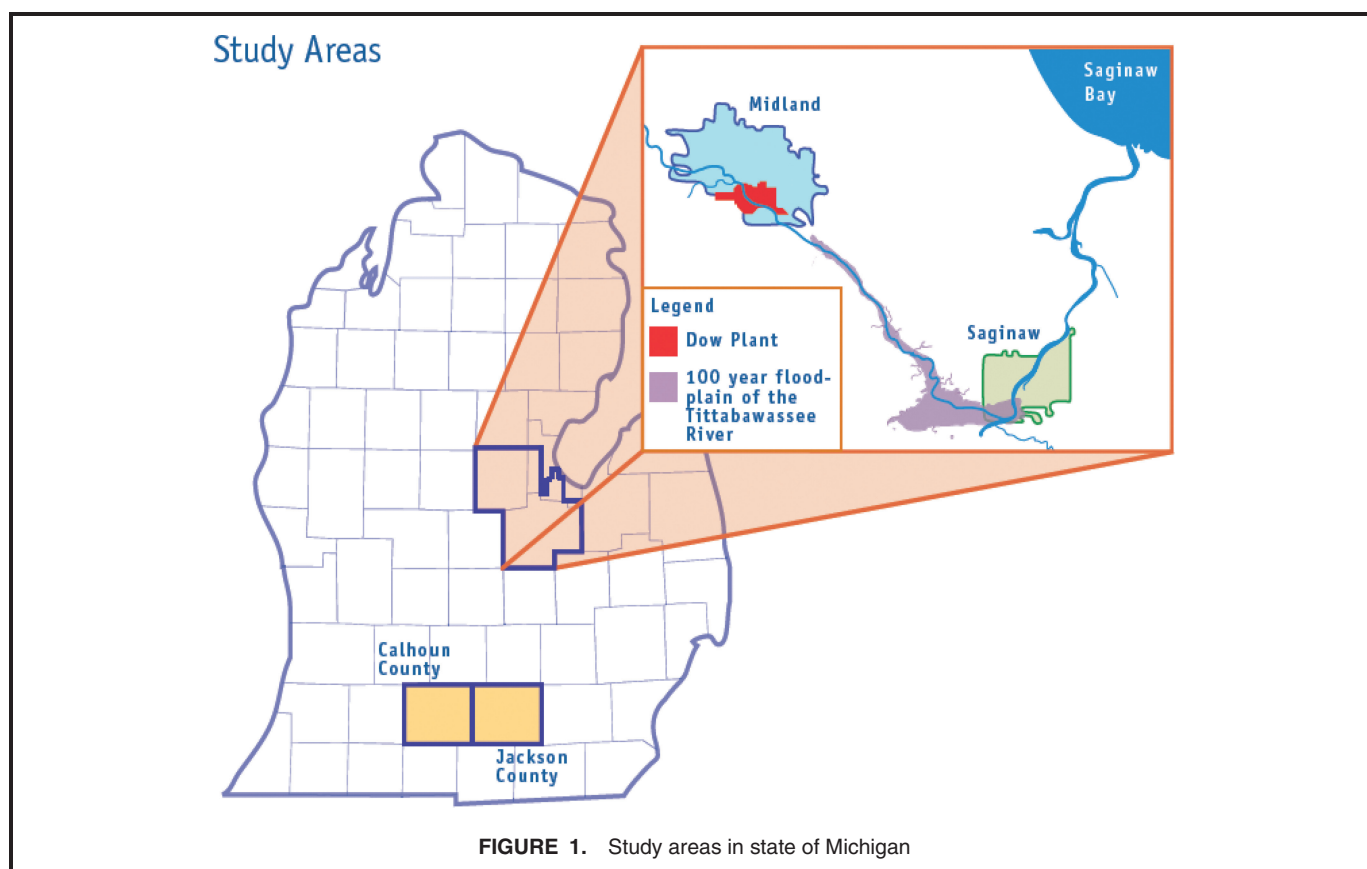 Study Areas
Saginaw
Bay
Midland
Legend
Dow Plant
100 year flood-
plain of the
Tittabawassee
River
Saginaw
Calhoun
County
Jackson
County
FIGURE 1. Study areas in state of Michigan